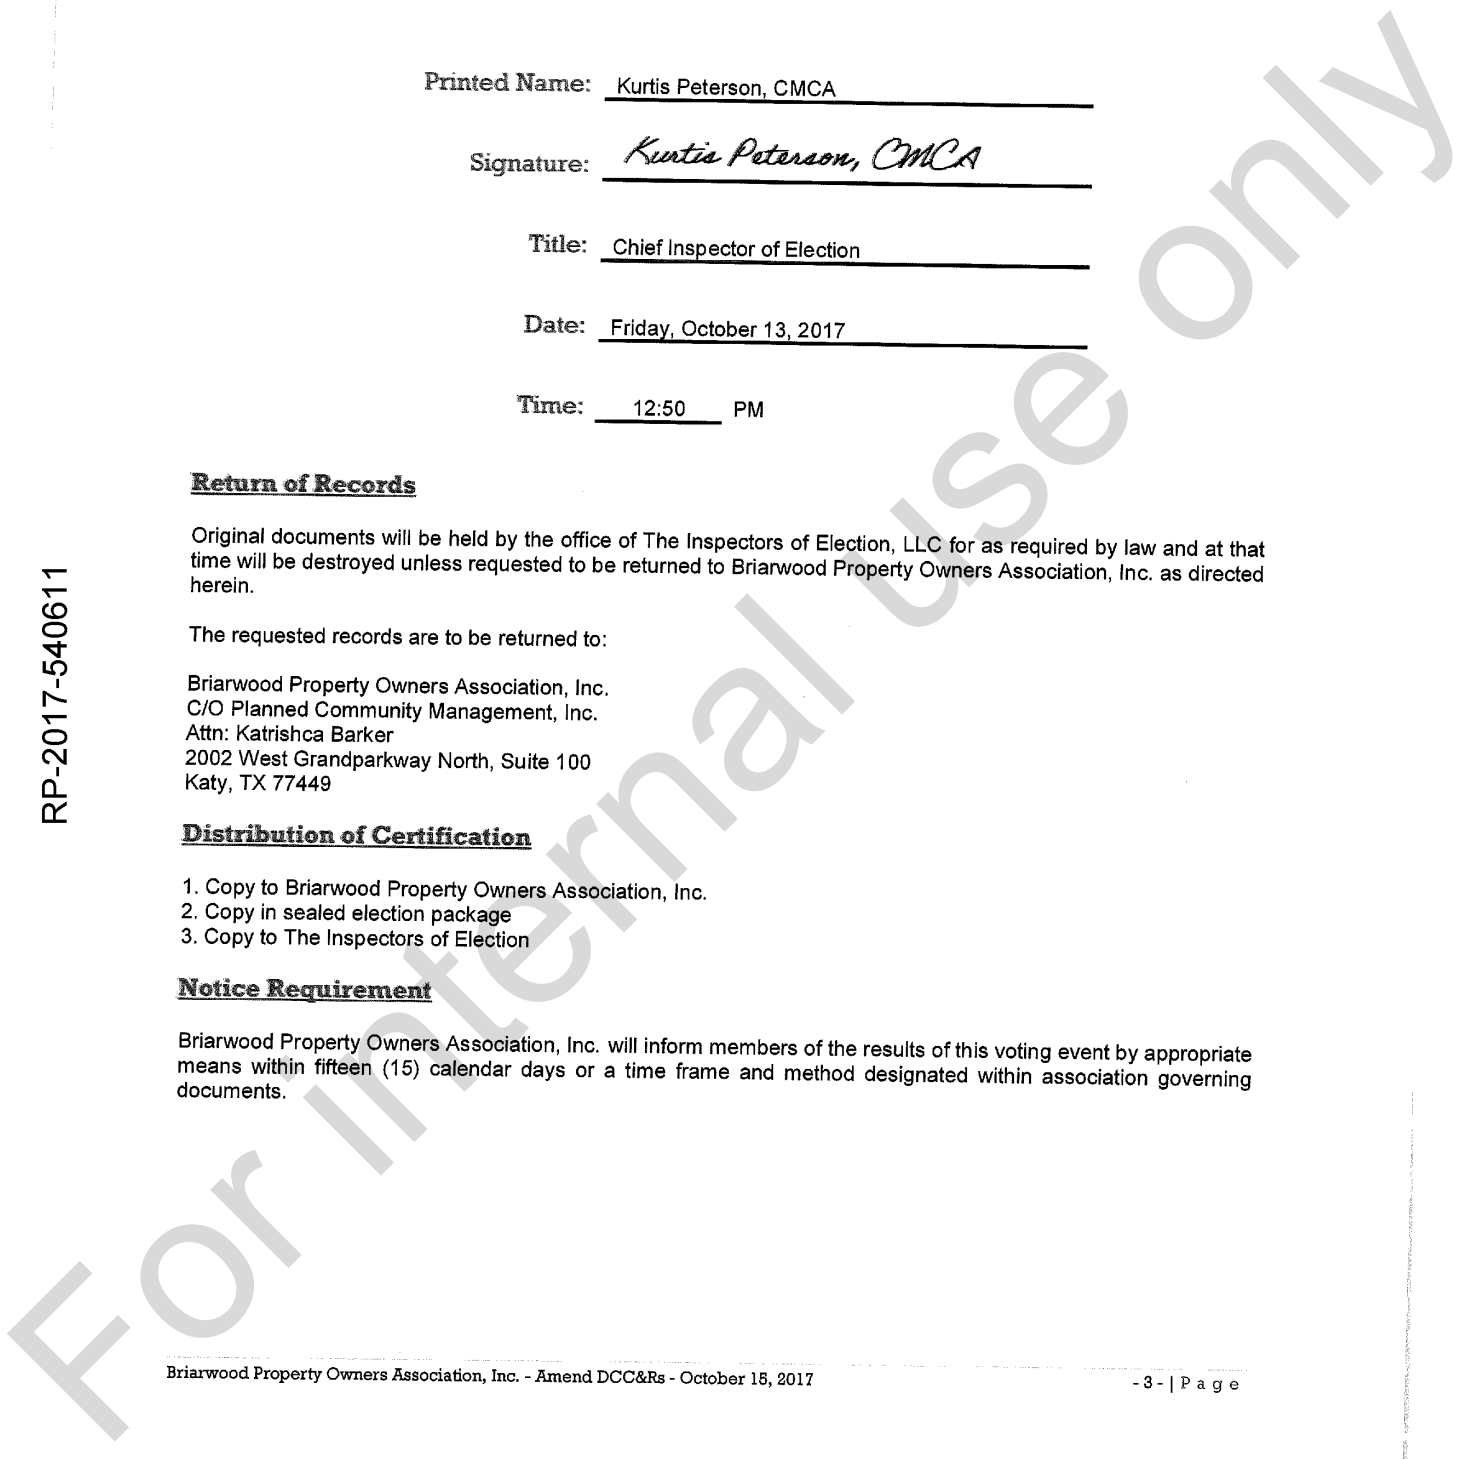 Printed Name: Kurtis Peterson, CMCA
Signature: Kurtis Peterson, CMCA
Title: Chief Inspector of Election
Date: Friday, October 13, 2017
Time: 12:50 PM
Return of Records
Original documents will be held by the office of The Inspectors of Election, LLC for as required by law and at that
time will be destroyed unless requested to be returned to Briarwood Property Owners Association, Inc. as directed
herein.
The requested records are to be returned to:
Briarwood Property Owners Association, Inc.
C/O Planned Community Management, Inc.
Attn: Katrishca Barker
2002 West Grandparkway North, Suite 100
Katy, TX 77449
Distribution of Certification
1. Copy to Briarwood Property Owners Association, Inc.
2. Copy in sealed election package
3. Copy to The Inspectors of Election
Notice Requirement
Briarwood Property Owners Association, Inc. will inform members of the results of this voting event by appropriate
means within fifteen (15) calendar days or a time frame and method designated within association governing
documents.
Briarwood Property Owners Association, Inc. - Amend DCC&Rs - October 15, 2017
- 3 - | P a g e
RP-2017-540611
For internal use only